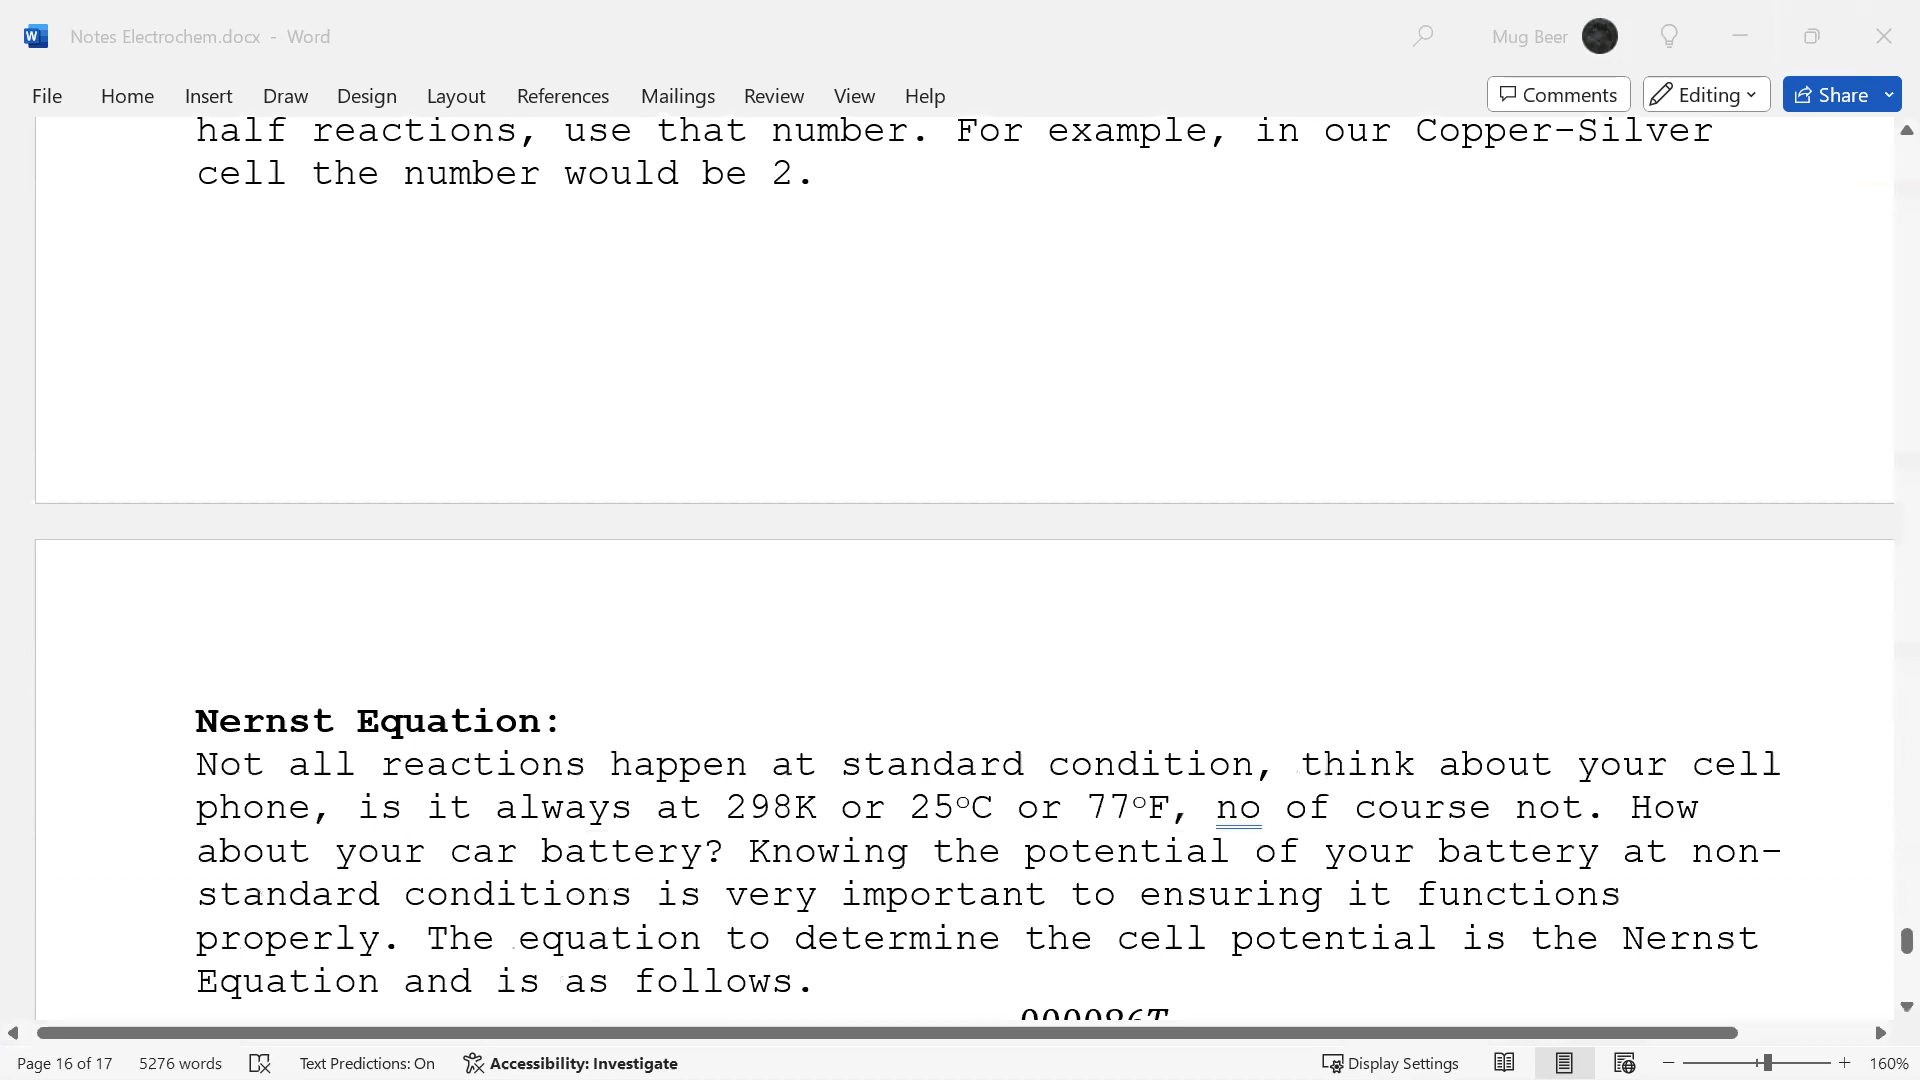 Notes Electrochem.docx - Word
Mug Beer
File Home Insert Draw Design Layout References Mailings Review View Help
Comments Editing Share
half reactions, use that number. For example, in our Copper-Silver
cell the number would be 2.
Nernst Equation:
Not all reactions happen at standard condition, think about your cell
phone, is it always at 298K or 25°C or 77°F, no of course not. How
about your car battery? Knowing the potential of your battery at non-
standard conditions is very important to ensuring it functions
properly. The equation to determine the cell potential is the Nernst
Equation and is as follows.
Page 16 of 17 5276 words Text Predictions: On Accessibility: Investigate Display Settings 160%